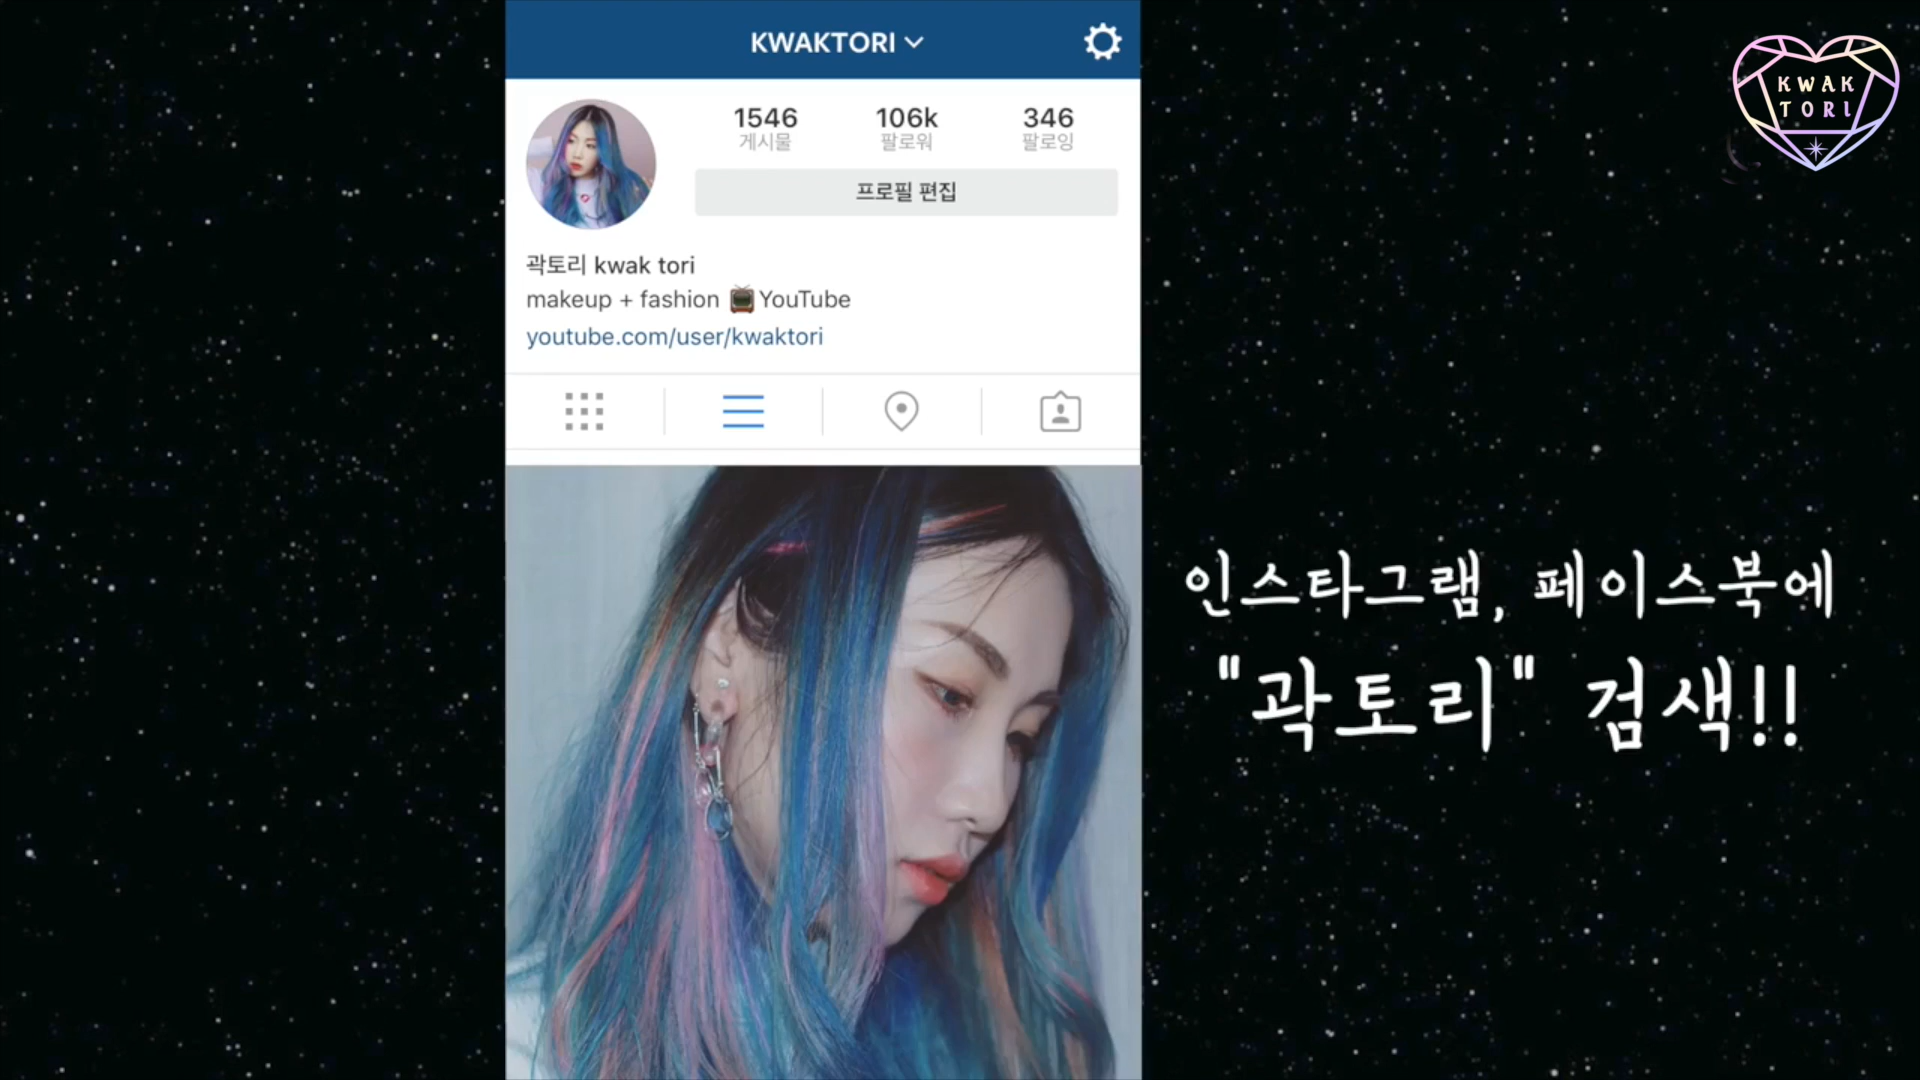 KWAKTORI
KWAK
TORI
1546
게시물
106k
팔로워
346
팔로잉
프로필 편집
곽토리 kwak tori
makeup + fashion 📺 YouTube
youtube.com/user/kwaktori
인스타그램, 페이스북에
"곽토리" 검색!!